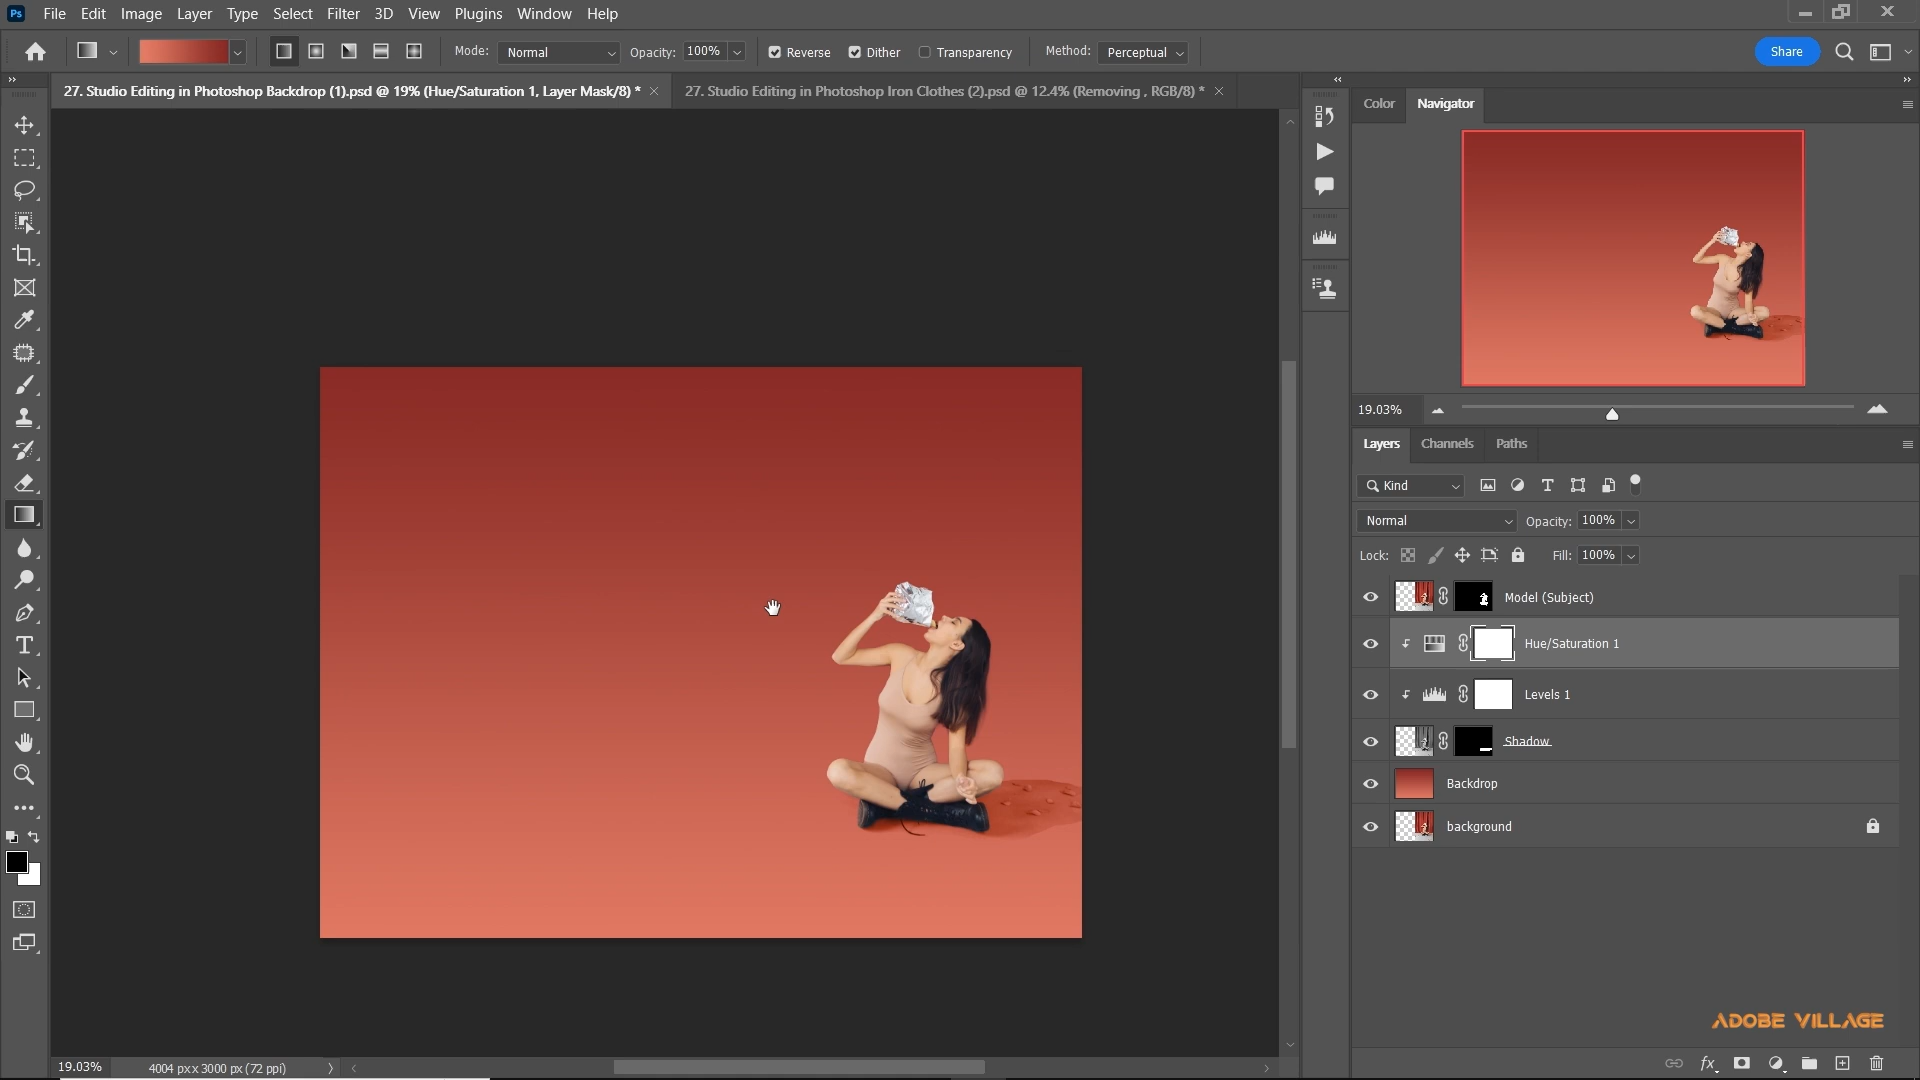 Ps File Edit Image Layer Type Select Filter 3D View Plugins Window Help
Mode: Normal Opacity: 100% Reverse Dither Transparency Method: Perceptual Share
27. Studio Editing in Photoshop Backdrop (1).psd @ 19% (Hue/Saturation 1, Layer Mask/8) *
27. Studio Editing in Photoshop Iron Clothes (2).psd @ 12.4% (Removing , RGB/8) *
Color Navigator
19.03%
Layers Channels Paths
Kind
Normal Opacity: 100%
Lock: Fill: 100%
Model (Subject)
Hue/Saturation 1
Levels 1
Shadow
Backdrop
background
ADOBE VILLAGE
19.03% 4004 px x 3000 px (72 ppi)
fx